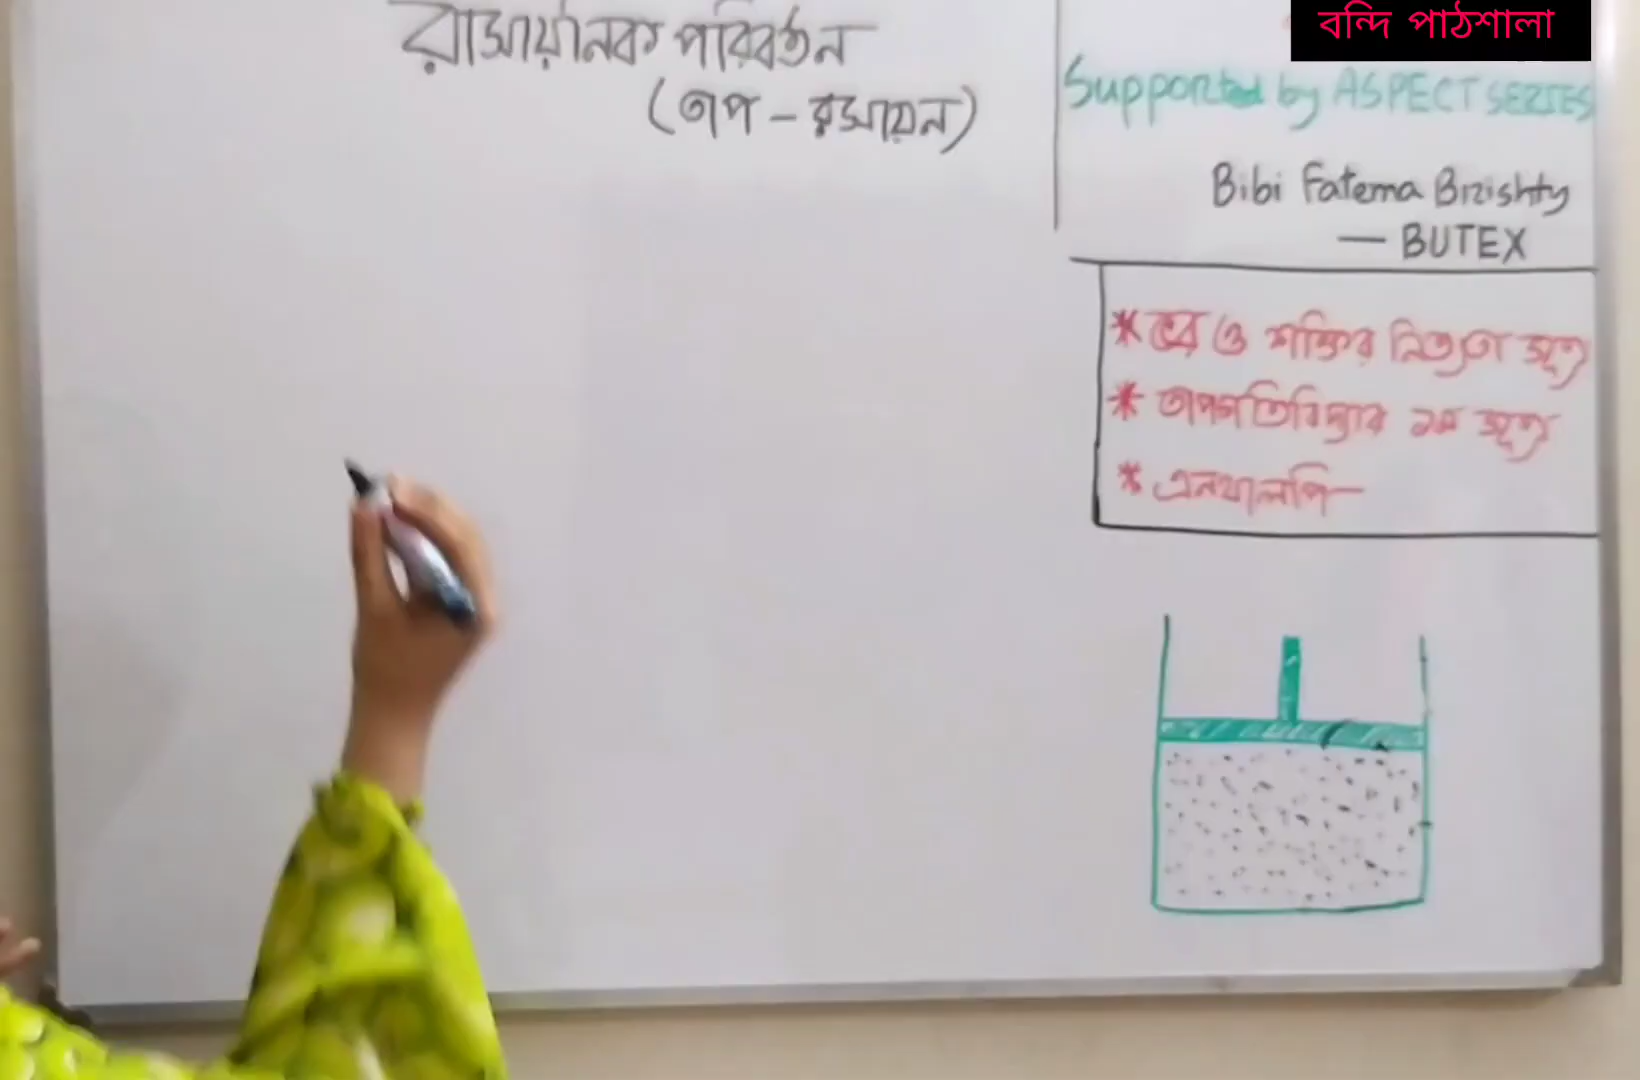 রাসায়নিক পরিবর্তন
(তাপ - রসায়ন)
বন্দি পাঠশালা
Supported by ASPECT SERIES
Bibi Fatema Brishty
— BUTEX
* ভর ও শক্তির নিত্যতা সূত্র
* তাপগতিবিদ্যার ১ম সূত্র
* এনথালপি